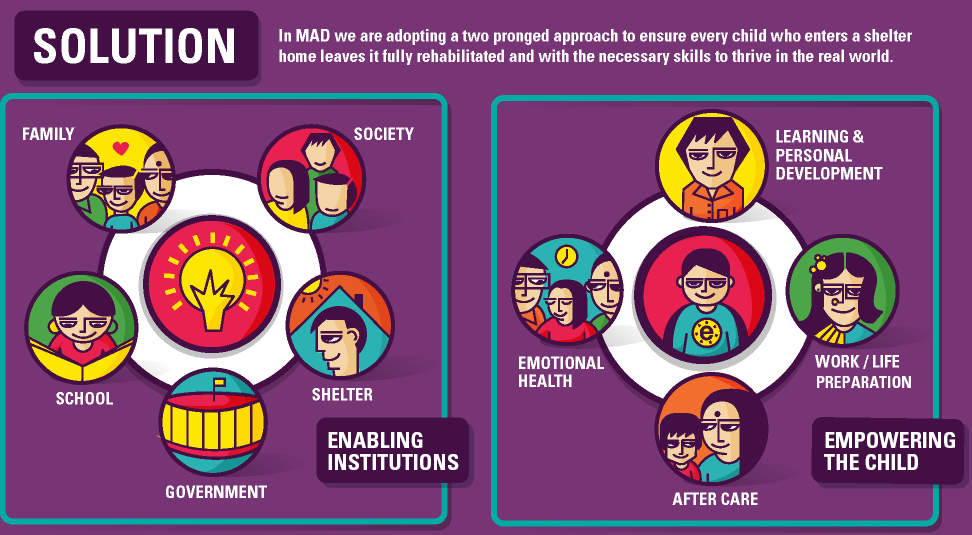 SOLUTION
In MAD we are adopting a two pronged approach to ensure every child who enters a shelter
home leaves it fully rehabilitated and with the necessary skills to thrive in the real world.
FAMILY
SOCIETY
SCHOOL
SHELTER
GOVERNMENT
ENABLING
INSTITUTIONS
LEARNING &
PERSONAL
DEVELOPMENT
EMOTIONAL
HEALTH
e
WORK / LIFE
PREPARATION
AFTER CARE
EMPOWERING
THE CHILD